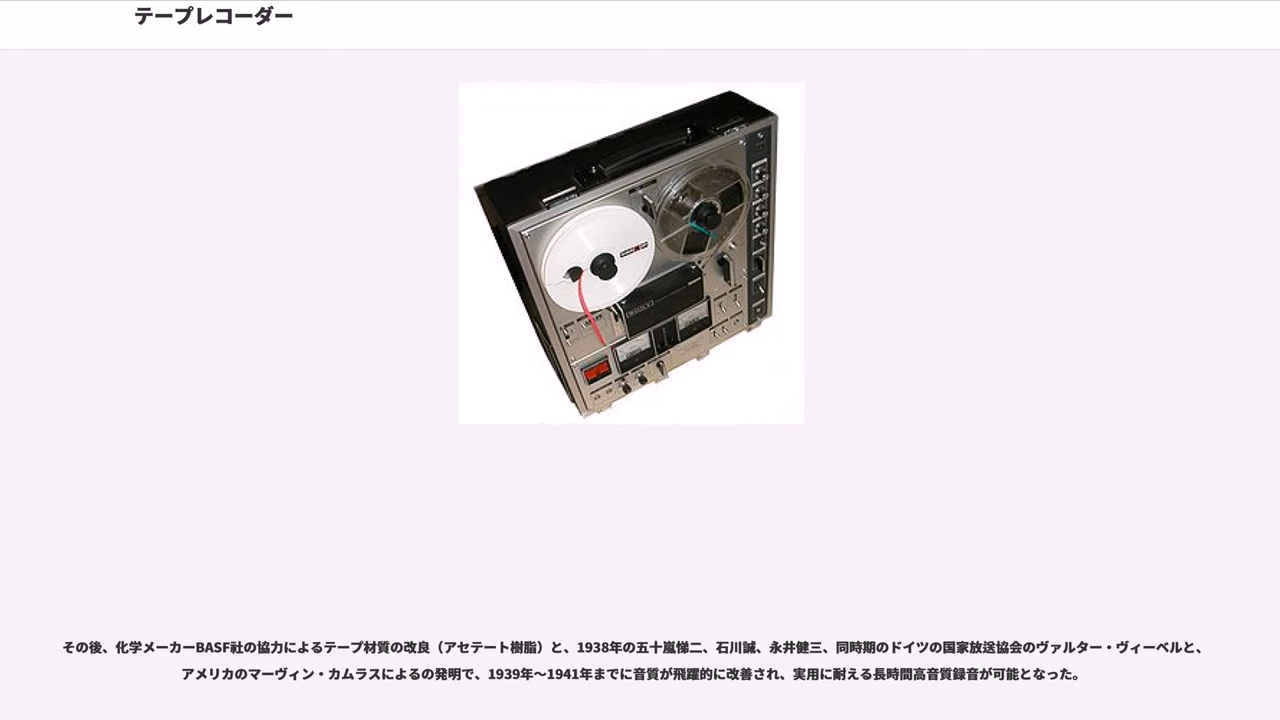 テープレコーダー
SONY
その後、化学メーカーBASF社の協力によるテープ材質の改良（アセテート樹脂）と、1938年の五十嵐悌二、石川誠、永井健三、同時期のドイツの国家放送協会のヴァルター・ヴィーベルと、
アメリカのマーヴィン・カムラスによるの発明で、1939年〜1941年までに音質が飛躍的に改善され、実用に耐える長時間高音質録音が可能となった。